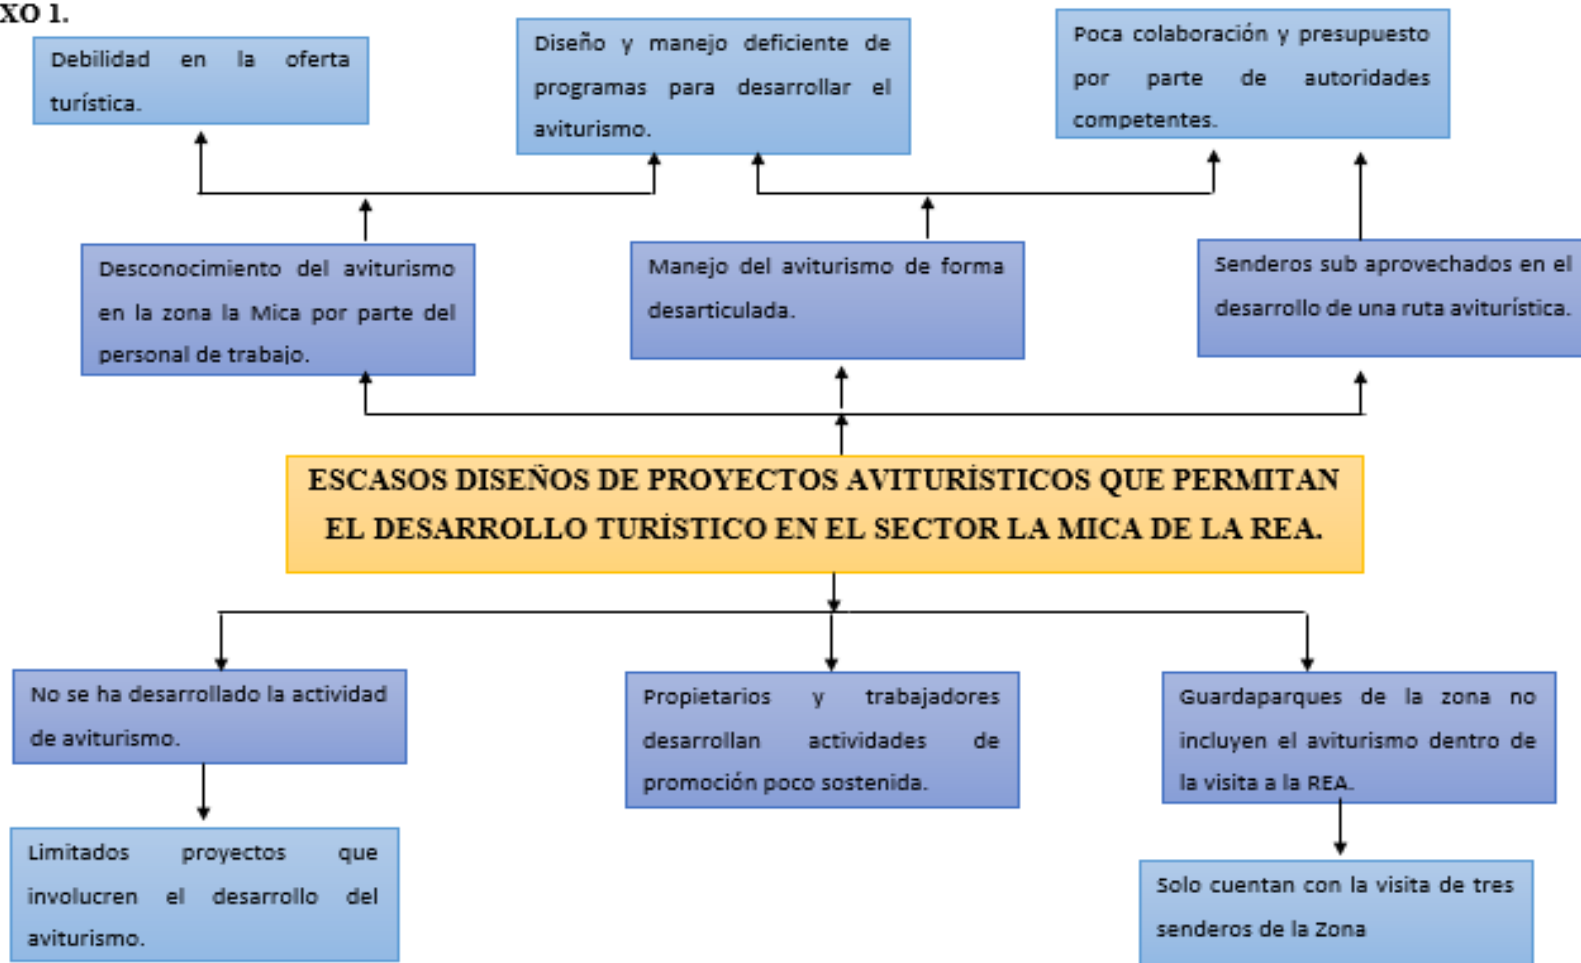 XO 1.
Debilidad en la oferta
turística.
Diseño y manejo deficiente de
programas para desarrollar el
aviturismo.
Poca colaboración y presupuesto
por parte de autoridades
competentes.
Desconocimiento del aviturismo
en la zona la Mica por parte del
personal de trabajo.
Manejo del aviturismo de forma
desarticulada.
Senderos sub aprovechados en el
desarrollo de una ruta aviturística.
ESCASOS DISEÑOS DE PROYECTOS AVITURÍSTICOS QUE PERMITAN
EL DESARROLLO TURÍSTICO EN EL SECTOR LA MICA DE LA REA.
No se ha desarrollado la actividad
de aviturismo.
Propietarios y trabajadores
desarrollan actividades de
promoción poco sostenida.
Guardaparques de la zona no
incluyen el aviturismo dentro de
la visita a la REA.
Limitados proyectos que
involucren el desarrollo del
aviturismo.
Solo cuentan con la visita de tres
senderos de la Zona